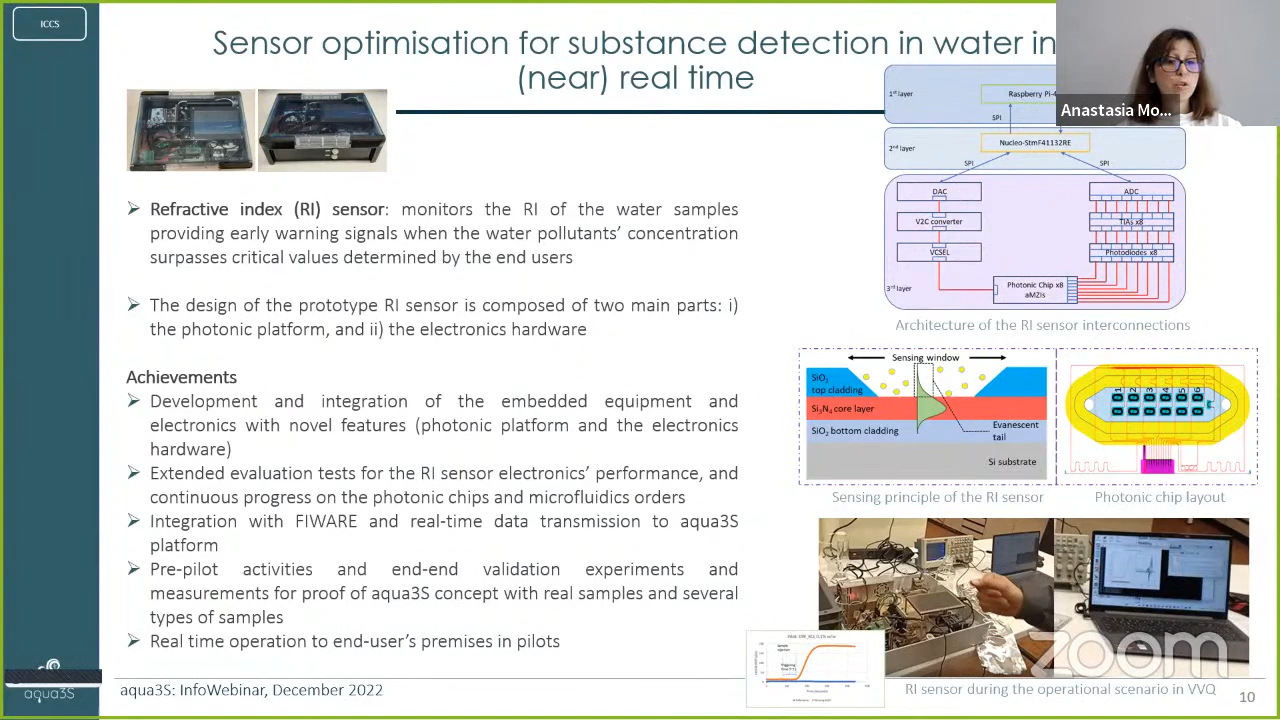 ICCS
Sensor optimisation for substance detection in water in
(near) real time
Anastasia Mo...
1st layer
Raspberry Pi-4
SPI
2nd layer
Nucleo-StmF41132RE
SPI
SPI
DAC
ADC
V2C converter
TIAs x8
VCSEL
Photodiodes x8
3rd layer
Photonic Chip x8
aMZIs
Architecture of the RI sensor interconnections
➢ Refractive index (RI) sensor: monitors the RI of the water samples
providing early warning signals when the water pollutants’ concentration
surpasses critical values determined by the end users
➢ The design of the prototype RI sensor is composed of two main parts: i)
the photonic platform, and ii) the electronics hardware
Achievements
➢ Development and integration of the embedded equipment and
electronics with novel features (photonic platform and the electronics
hardware)
➢ Extended evaluation tests for the RI sensor electronics’ performance, and
continuous progress on the photonic chips and microfluidics orders
➢ Integration with FIWARE and real-time data transmission to aqua3S
platform
➢ Pre-pilot activities and end-end validation experiments and
measurements for proof of aqua3S concept with real samples and several
types of samples
➢ Real time operation to end-user’s premises in pilots
Sensing window
SiO2
top cladding
Si3N4 core layer
SiO2 bottom cladding
Evanescent
tail
Si substrate
Sensing principle of the RI sensor
1 2 3 4 5 6
Photonic chip layout
zoom
RI sensor during the operational scenario in VVQ
aqua3S
aqua3S: InfoWebinar, December 2022
10